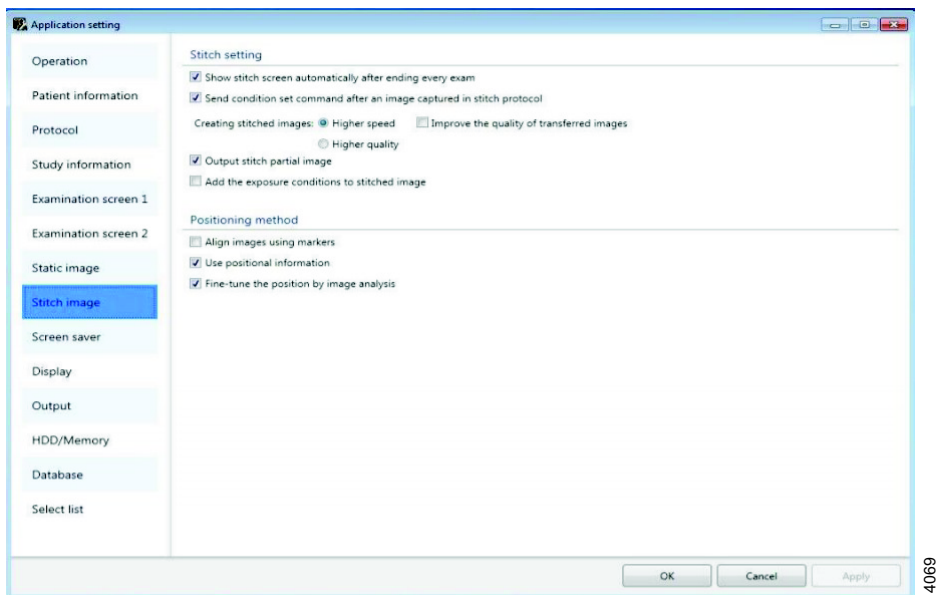 Application setting
Operation
Patient information
Protocol
Study information
Examination screen 1
Examination screen 2
Static image
Stitch image
Screen saver
Display
Output
HDD/Memory
Database
Select list
Stitch setting
Show stitch screen automatically after ending every exam
Send condition set command after an image captured in stitch protocol
Creating stitched images: Higher speed Improve the quality of transferred images
Higher quality
Output stitch partial image
Add the exposure conditions to stitched image
Positioning method
Align images using markers
Use positional information
Fine-tune the position by image analysis
OK Cancel Apply
4069